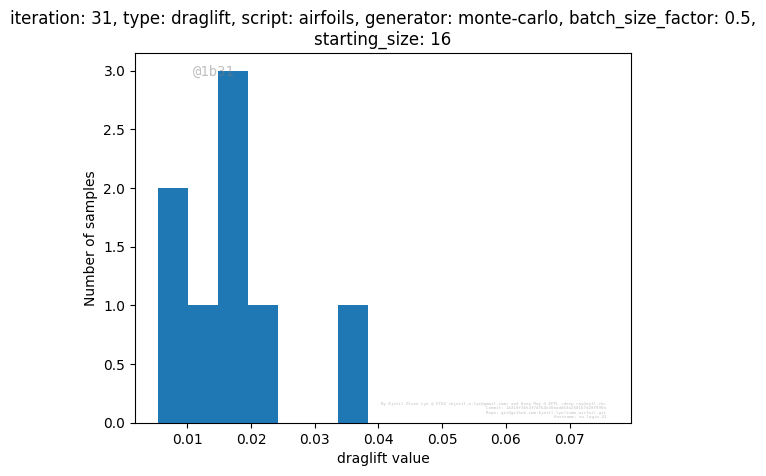 iteration: 31, type: draglift, script: airfoils, generator: monte-carlo, batch_size_factor: 0.5,
starting_size: 16
@1b31
3.0
2.5
2.0
1.5
1.0
0.5
0.0
Number of samples
0.01
0.02
0.03
0.04
0.05
0.06
0.07
draglift value